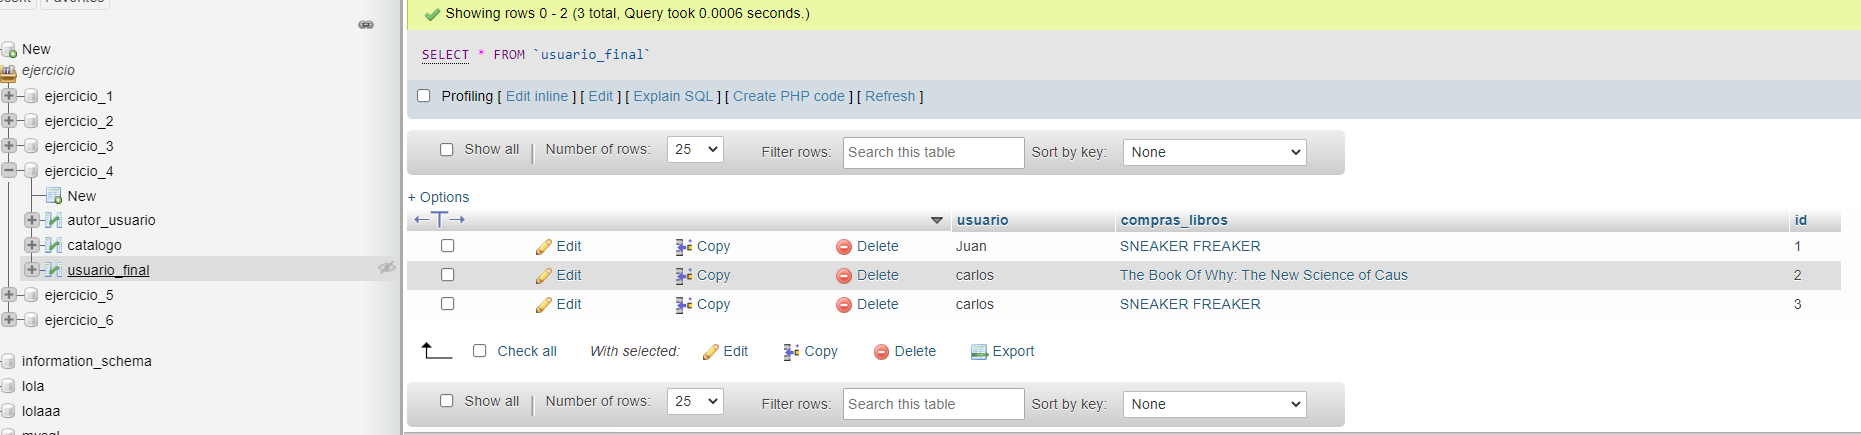 Favorites
New
ejercicio
ejercicio_1
ejercicio_2
ejercicio_3
ejercicio_4
New
autor_usuario
catalogo
usuario_final
ejercicio_5
ejercicio_6
information_schema
lola
lolaaa
mysql
Showing rows 0 - 2 (3 total, Query took 0.0006 seconds.)
SELECT * FROM `usuario_final`
Profiling [ Edit inline ] [ Edit ] [ Explain SQL ] [ Create PHP code ] [ Refresh ]
Show all | Number of rows: 25 Filter rows: Search this table Sort by key: None
+ Options
usuario compras_libros id
Edit Copy Delete Juan SNEAKER FREAKER 1
Edit Copy Delete carlos The Book Of Why: The New Science of Caus 2
Edit Copy Delete carlos SNEAKER FREAKER 3
Check all With selected: Edit Copy Delete Export
Show all | Number of rows: 25 Filter rows: Search this table Sort by key: None